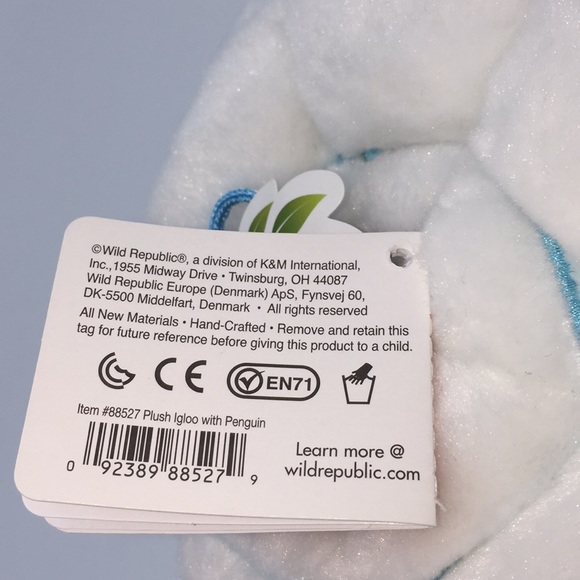 ©Wild Republic®, a division of K&M International,
Inc.,1955 Midway Drive • Twinsburg, OH 44087
Wild Republic Europe (Denmark) ApS, Fynsvej 60,
DK-5500 Middelfart, Denmark • All rights reserved
All New Materials • Hand-Crafted • Remove and retain this
tag for future reference before giving this product to a child.
CE EN71
Item #88527 Plush Igloo with Penguin
0 92389 88527 9
Learn more @
wildrepublic.com